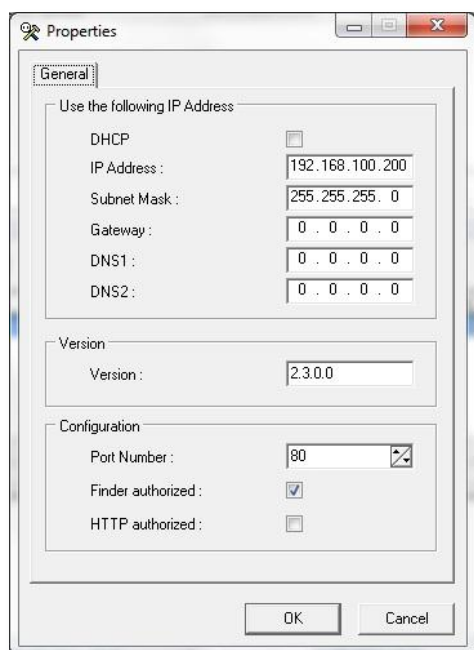 Properties
General
Use the following IP Address
DHCP
IP Address : 192.168.100.200
Subnet Mask : 255.255.255. 0
Gateway : 0 . 0 . 0 . 0
DNS1 : 0 . 0 . 0 . 0
DNS2 : 0 . 0 . 0 . 0
Version
Version : 2.3.0.0
Configuration
Port Number : 80
Finder authorized :
HTTP authorized :
OK Cancel